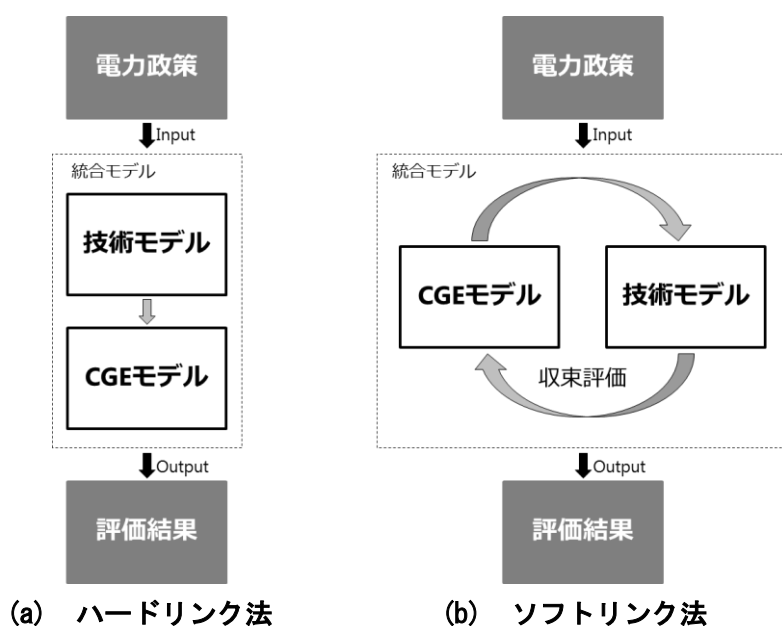 電力政策
Input
統合モデル
技術モデル
CGEモデル
Output
評価結果
(a) ハードリンク法
電力政策
Input
統合モデル
CGEモデル
技術モデル
収束評価
Output
評価結果
(b) ソフトリンク法